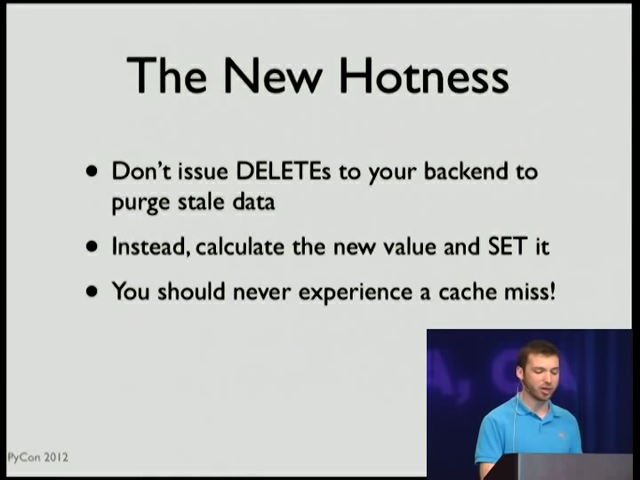 The New Hotness
• Don't issue DELETEs to your backend to
purge stale data
• Instead, calculate the new value and SET it
• You should never experience a cache miss!
PyCon 2012